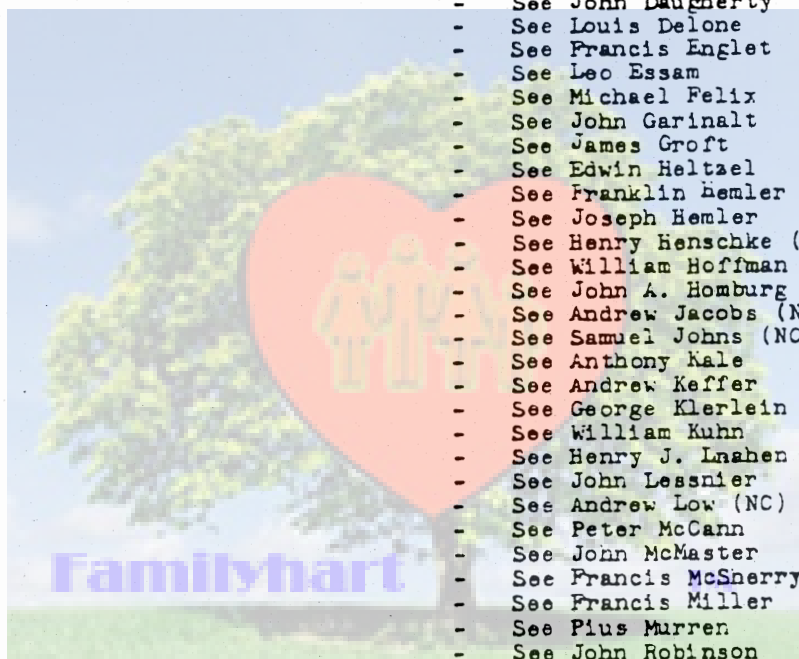 - See John Daugherty
- See Louis Delone
- See Francis Englet
- See Leo Essam
- See Michael Felix
- See John Garinalt
- See James Groft
- See Edwin Heltzel
- See Franklin Hemler
- See Joseph Hemler
- See Henry Henschke (
- See William Hoffman
- See John A. Homburg
- See Andrew Jacobs (N
- See Samuel Johns (NC
- See Anthony Kale
- See Andrew Keffer
- See George Klerlein
- See William Kuhn
- See Henry J. Lnahen
- See John Lessnier
- See Andrew Low (NC)
- See Peter McCann
- See John McMaster
- See Francis McSherry
- See Francis Miller
- See Pius Murren
- See John Robinson
Familyhart